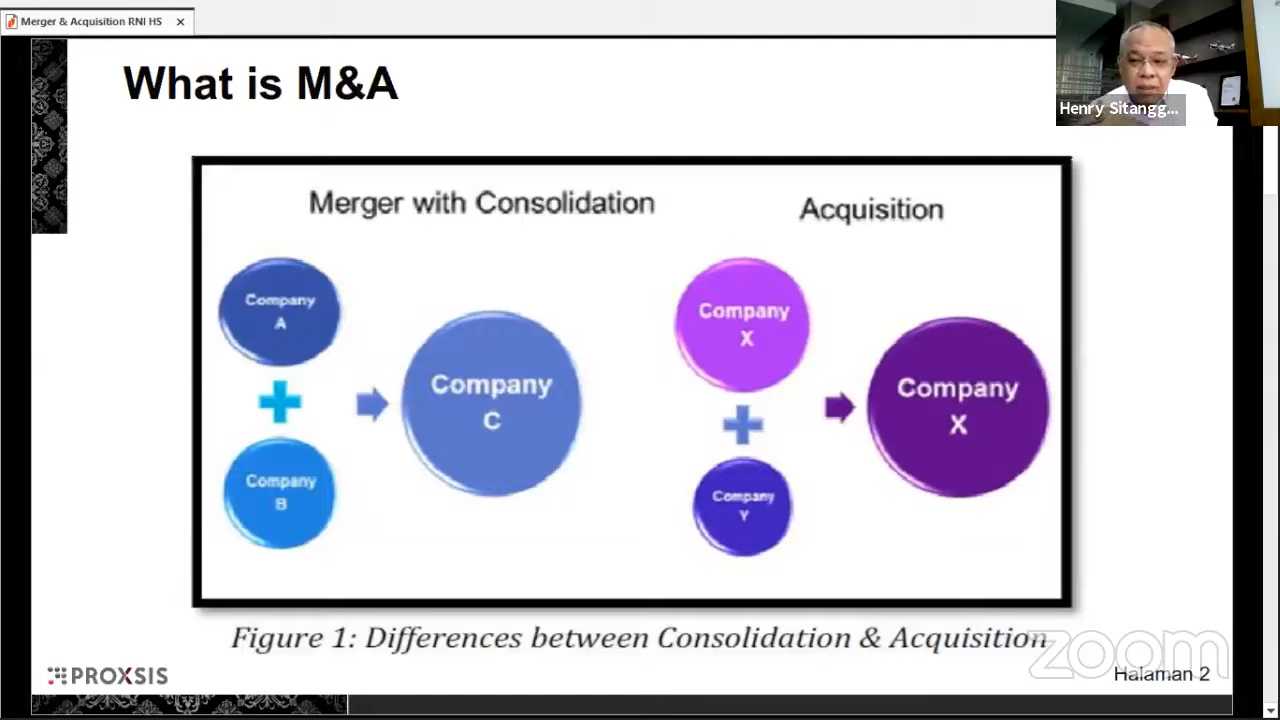 Merger & Acquisition RNI HS
What is M&A
Henry Sitangg...
Merger with Consolidation
Acquisition
Company
A
Company
B
Company
C
Company
X
Company
Y
Company
X
Figure 1: Differences between Consolidation & Acquisition
zoom
PROXSIS
Halaman 2